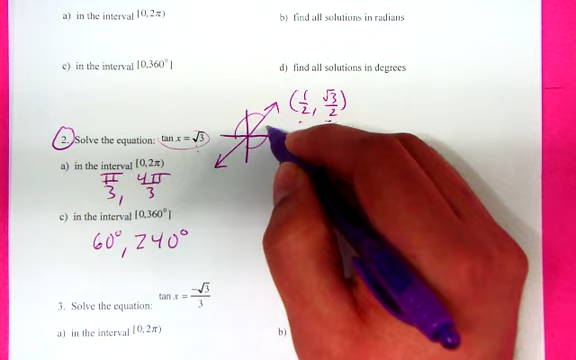 a) in the interval [0,2π)
b) find all solutions in radians
c) in the interval [0,360°]
d) find all solutions in degrees
(1/2, √3/2)
2. Solve the equation: tan x = √3
a) in the interval [0,2π)
π/3, 4π/3
c) in the interval [0,360°]
60°, 240°
3. Solve the equation: tan x = -√3/3
a) in the interval [0,2π)
b)